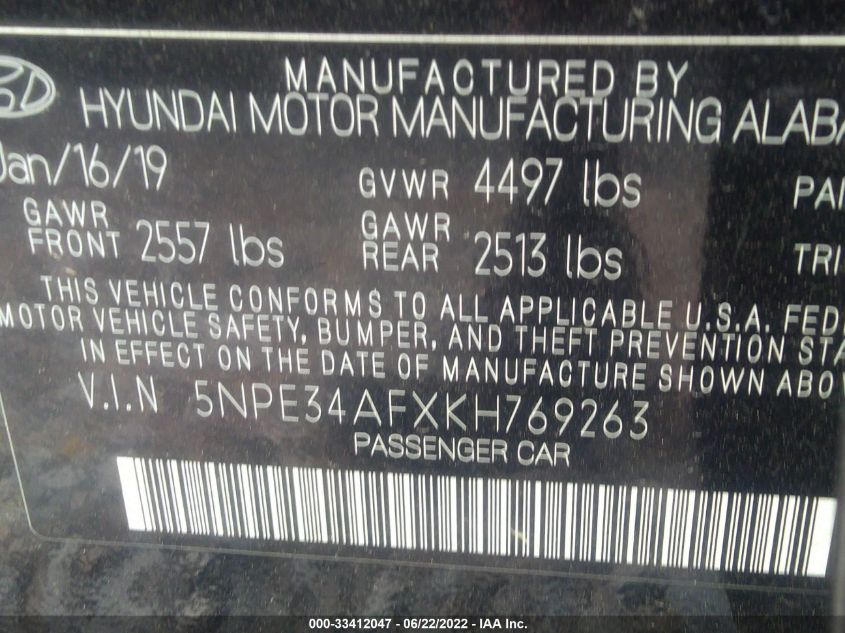 MANUFACTURED BY
HYUNDAI MOTOR MANUFACTURING ALABA
Jan/16/19 GVWR 4497 lbs PAI
GAWR FRONT 2557 lbs GAWR REAR 2513 lbs TRI
THIS VEHICLE CONFORMS TO ALL APPLICABLE U.S.A. FED
MOTOR VEHICLE SAFETY, BUMPER, AND THEFT PREVENTION STA
IN EFFECT ON THE DATE OF MANUFACTURE SHOWN ABO
V.I.N 5NPE34AFXKH769263
PASSENGER CAR
000-33412047 - 06/22/2022 - IAA Inc.